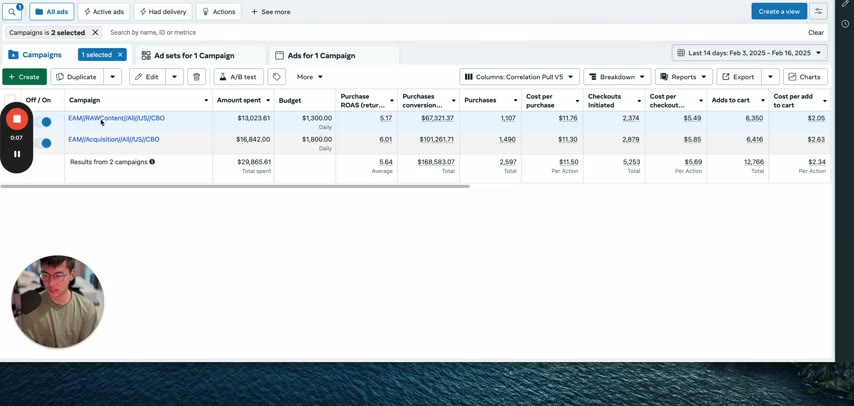 1
All ads
Active ads
Had delivery
Actions
+ See more
Create a view
Campaigns is 2 selected
Search by name, ID or metrics
Clear
Campaigns
1 selected
Ad sets for 1 Campaign
Ads for 1 Campaign
Last 14 days: Feb 3, 2025 – Feb 16, 2025
+ Create
Duplicate
Edit
A/B test
More
Columns: Correlation Pull V5
Breakdown
Reports
Export
Charts
Off / On
Campaign
Amount spent
Budget
Purchase ROAS (retur...
Purchases conversion...
Purchases
Cost per purchase
Checkouts Initiated
Cost per checkout...
Adds to cart
Cost per add to cart
EAM//RAWContent//All//US//CBO
$13,023.61
$1,300.00
Daily
5.17
$67,321.37
1,107
$11.76
2,374
$5.49
6,350
$2.05
EAM//Acquisition//All//US//CBO
$16,842.00
$1,800.00
Daily
6.01
$101,261.71
1,490
$11.30
2,879
$5.85
6,416
$2.63
Results from 2 campaigns
$29,865.61
Total spent
5.64
Average
$168,583.07
Total
2,597
Total
$11.50
Per Action
5,253
Total
$5.69
Per Action
12,766
Total
$2.34
Per Action
0:07